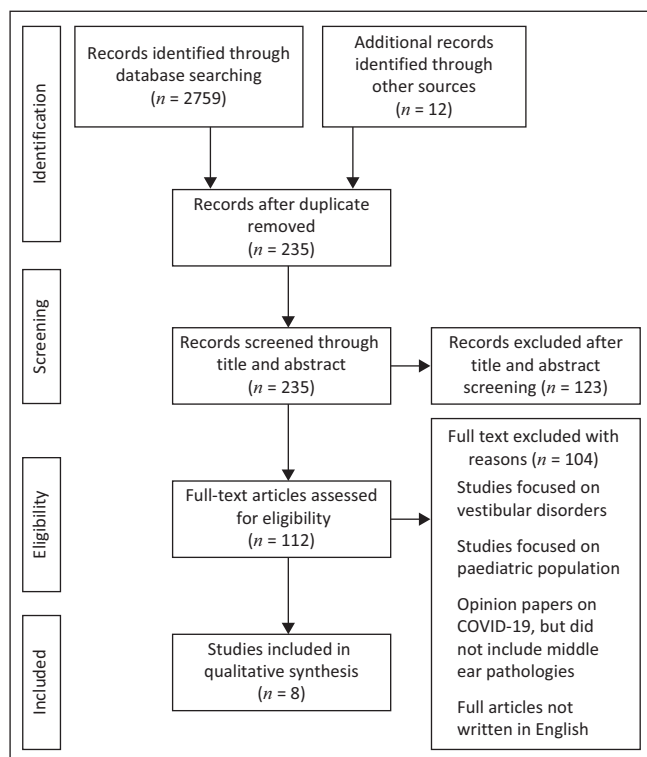 Identification
Records identified through
database searching
(n = 2759)
Additional records
identified through
other sources
(n = 12)
Records after duplicate
removed
(n = 235)
Screening
Records screened through
title and abstract
(n = 235)
Records excluded after
title and abstract
screening (n = 123)
Eligibility
Full-text articles assessed
for eligibility
(n = 112)
Full text excluded with
reasons (n = 104)
Studies focused on
vestibular disorders
Studies focused on
paediatric population
Opinion papers on
COVID-19, but did
not include middle
ear pathologies
Full articles not
written in English
Included
Studies included in
qualitative synthesis
(n = 8)